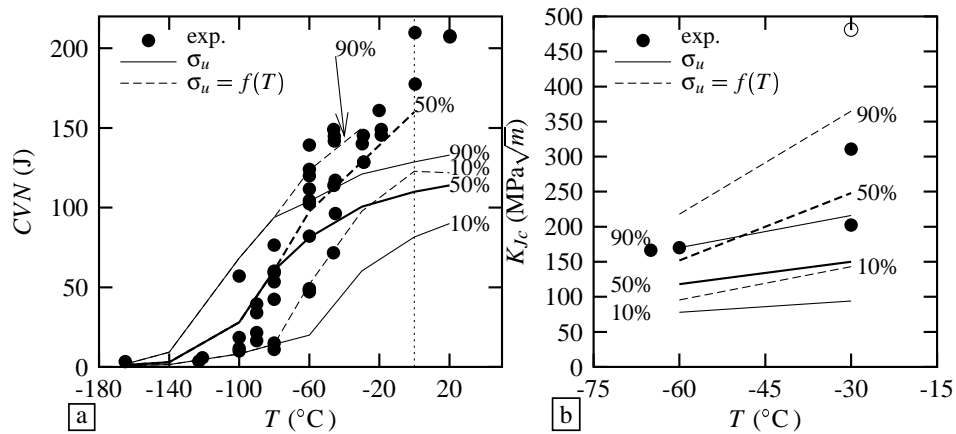 200
150
100
50
0
CVN (J)
exp.
σu
σu = f(T)
90%
50%
90%
10%
50%
10%
-180 -140 -100 -60 -20 20
T (°C)
a
500
450
400
350
300
250
200
150
100
50
0
KJc (MPa√m)
exp.
σu
σu = f(T)
90%
50%
90%
10%
50%
10%
-75 -60 -45 -30 -15
T (°C)
b